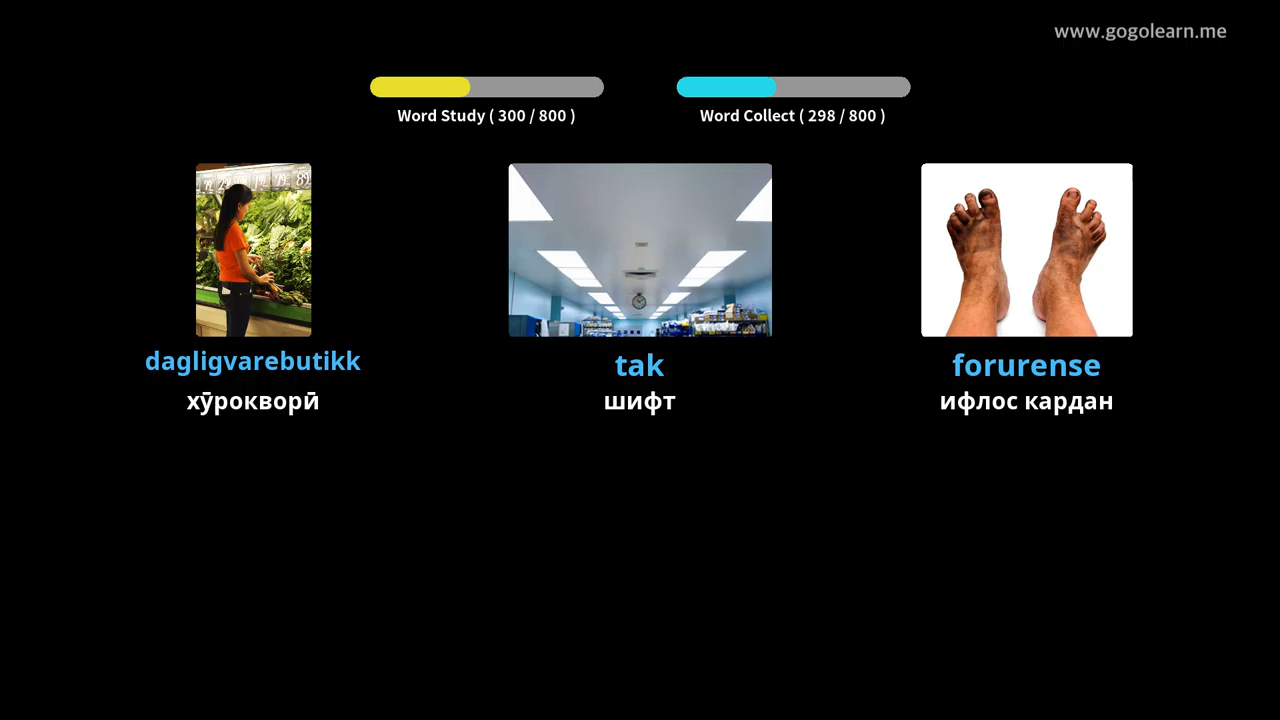 www.gogolearn.me
Word Study ( 300 / 800 )
Word Collect ( 298 / 800 )
dagligvarebutikk
tak
forurense
хӯрокворӣ
шифт
ифлос кардан